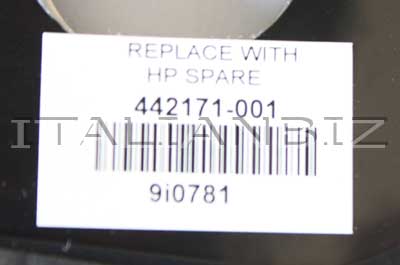 REPLACE WITH
HP SPARE
442171-001
ITALIANBIZ
9i0781